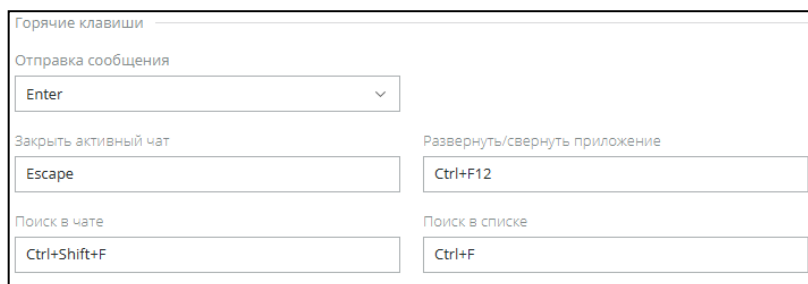 Горячие клавиши
Отправка сообщения
Enter
Закрыть активный чат
Развернуть/свернуть приложение
Escape
Ctrl+F12
Поиск в чате
Поиск в списке
Ctrl+Shift+F
Ctrl+F